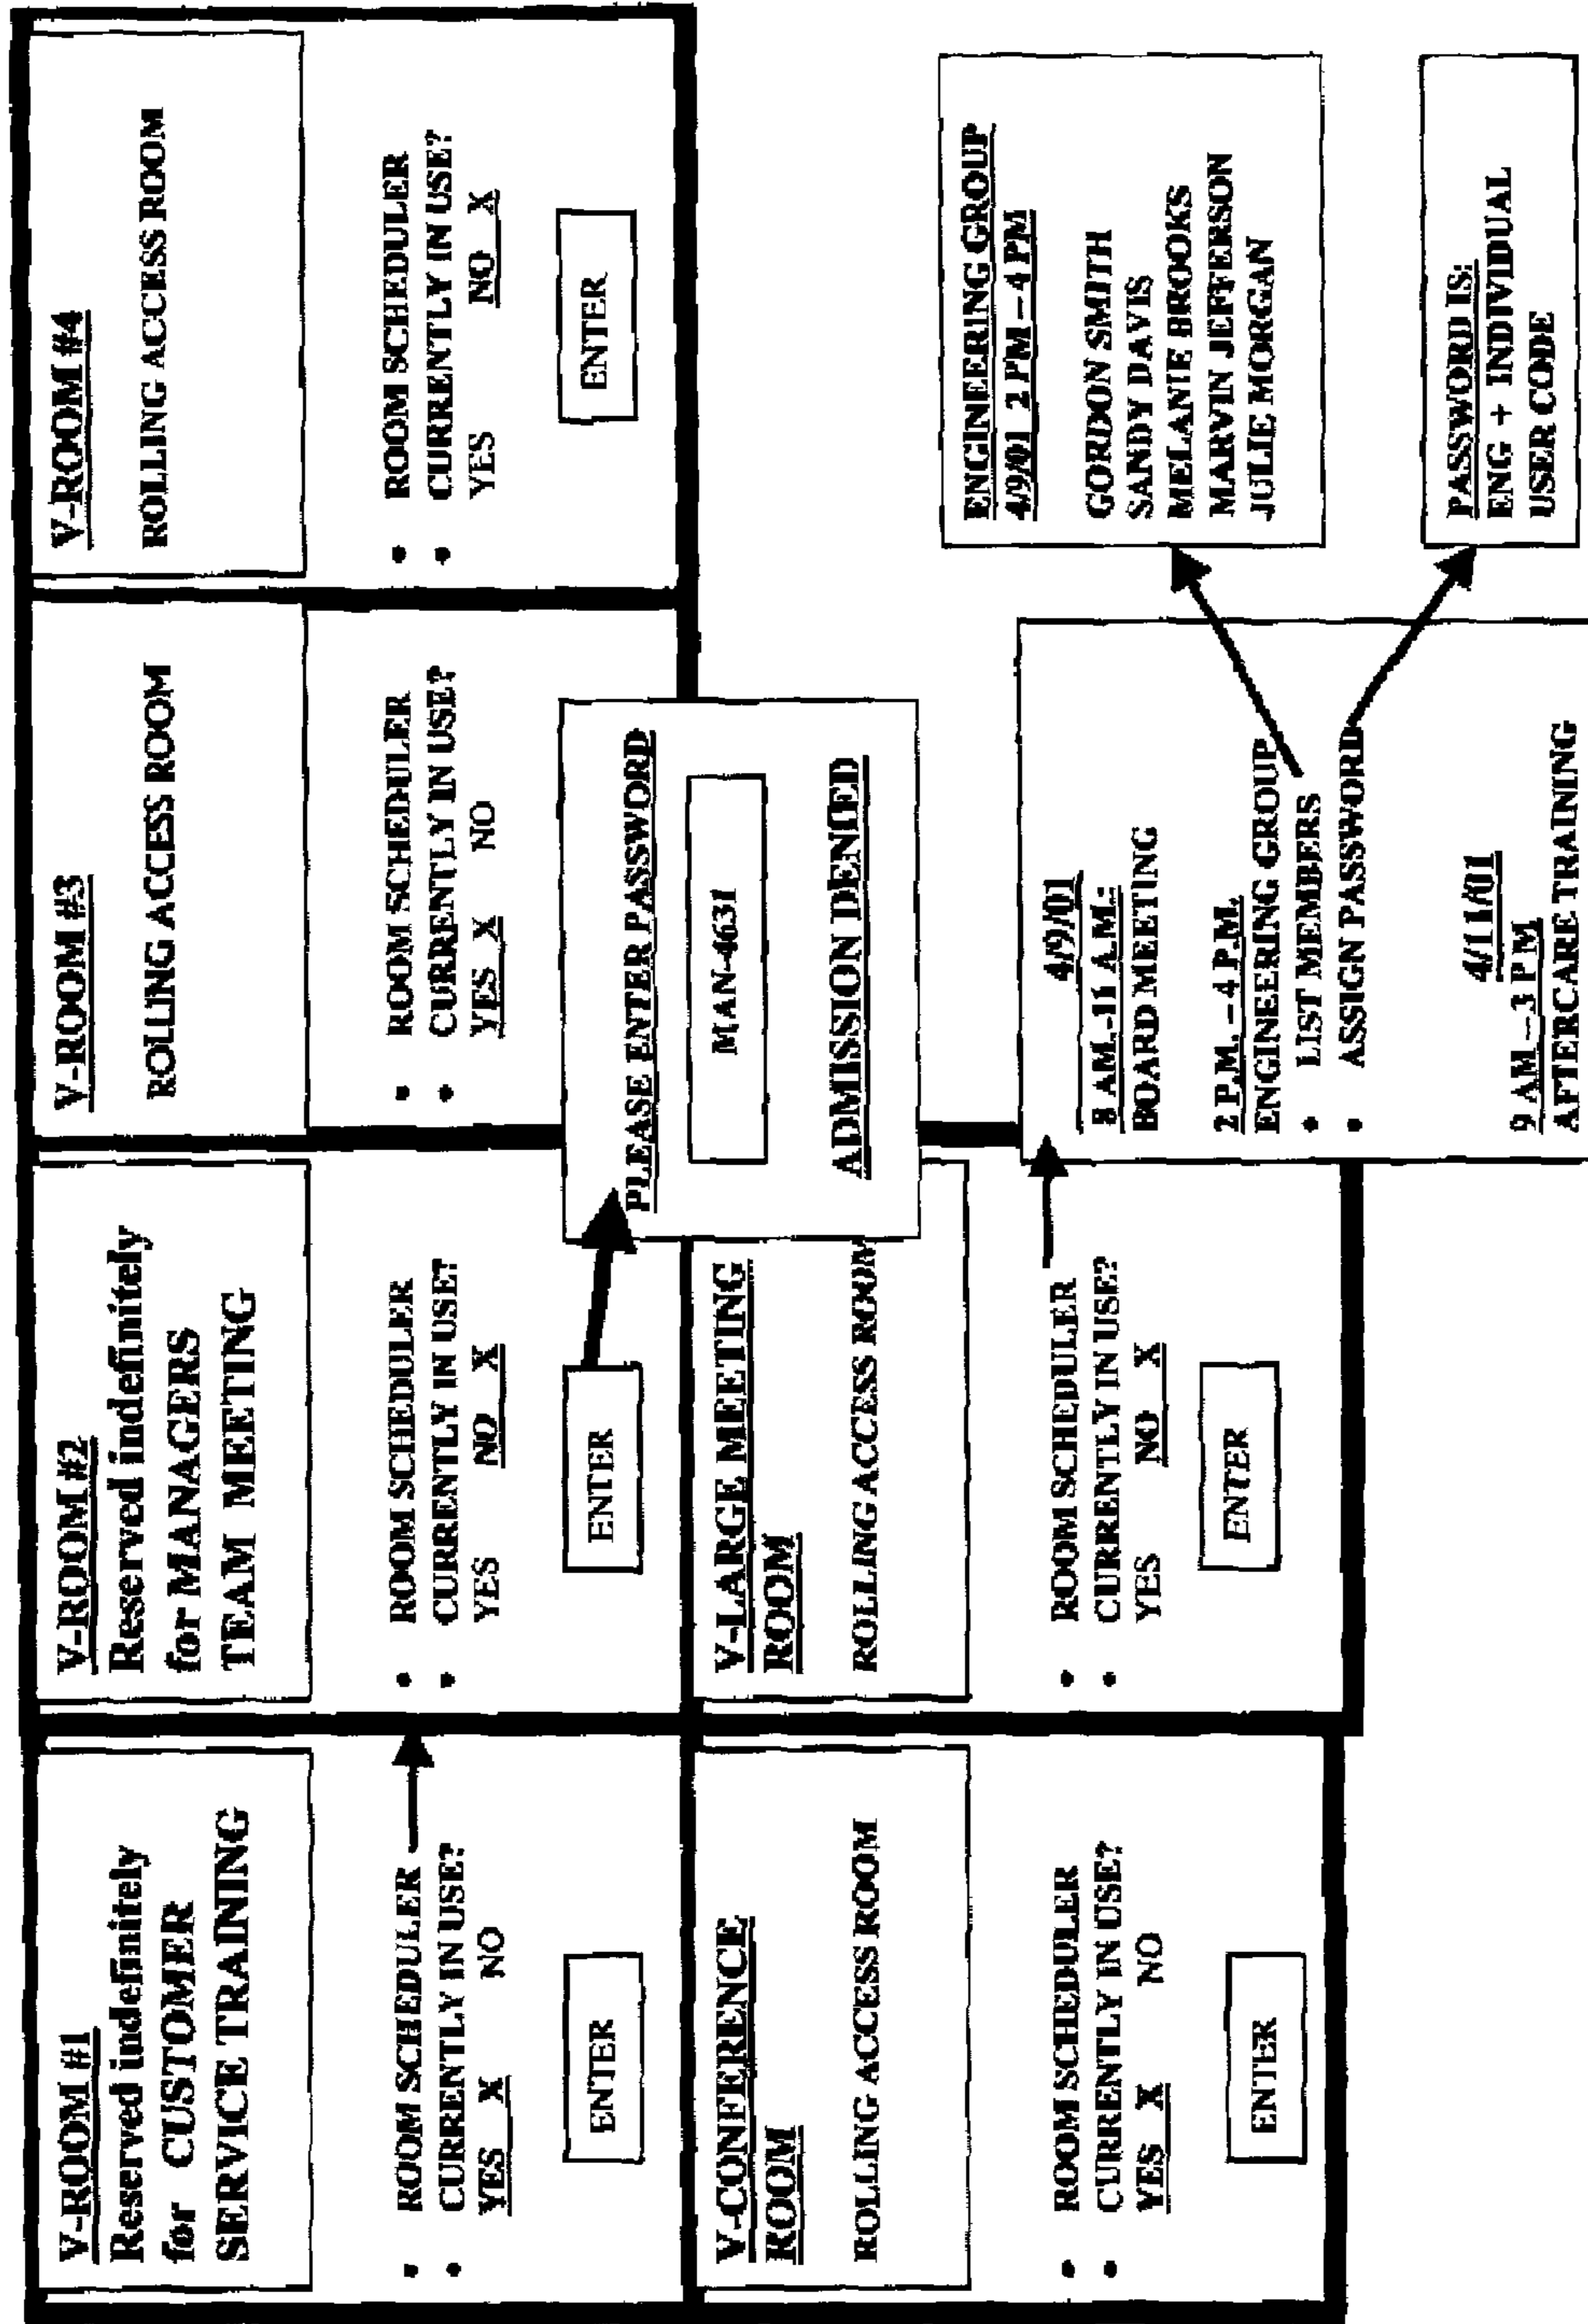 V-ROOM #1
Reserved indefinitely
for CUSTOMER
SERVICE TRAINING
• ROOM SCHEDULER
• CURRENTLY IN USE?
YES X NO
ENTER
V-ROOM #2
Reserved indefinitely
for MANAGERS
TEAM MEETING
• ROOM SCHEDULER
• CURRENTLY IN USE?
YES NO X
ENTER
V-ROOM #3
ROLLING ACCESS ROOM
• ROOM SCHEDULER
• CURRENTLY IN USE?
YES X NO
PLEASE ENTER PASSWORD
MAN-4631
ADMISSION DENIED
V-ROOM #4
ROLLING ACCESS ROOM
• ROOM SCHEDULER
• CURRENTLY IN USE?
YES NO X
ENTER
V-CONFERENCE
ROOM
ROLLING ACCESS ROOM
• ROOM SCHEDULER
• CURRENTLY IN USE?
YES X NO
ENTER
V-LARGE MEETING
ROOM
ROLLING ACCESS ROOM
• ROOM SCHEDULER
• CURRENTLY IN USE?
YES NO X
ENTER
4/9/01
8 AM.-11 A.M.:
BOARD MEETING
2 P.M. – 4 P.M.
ENGINEERING GROUP
• LIST MEMBERS
• ASSIGN PASSWORD
4/11/01
9 AM – 3 PM
AFTERCARE TRAINING
ENGINEERING GROUP
4/9/01 2 PM – 4 PM
GORDON SMITH
SANDY DAVIS
MELANIE BROOKS
MARVIN JEFFERSON
JULIE MORGAN
PASSWORD IS:
ENG + INDIVIDUAL
USER CODE